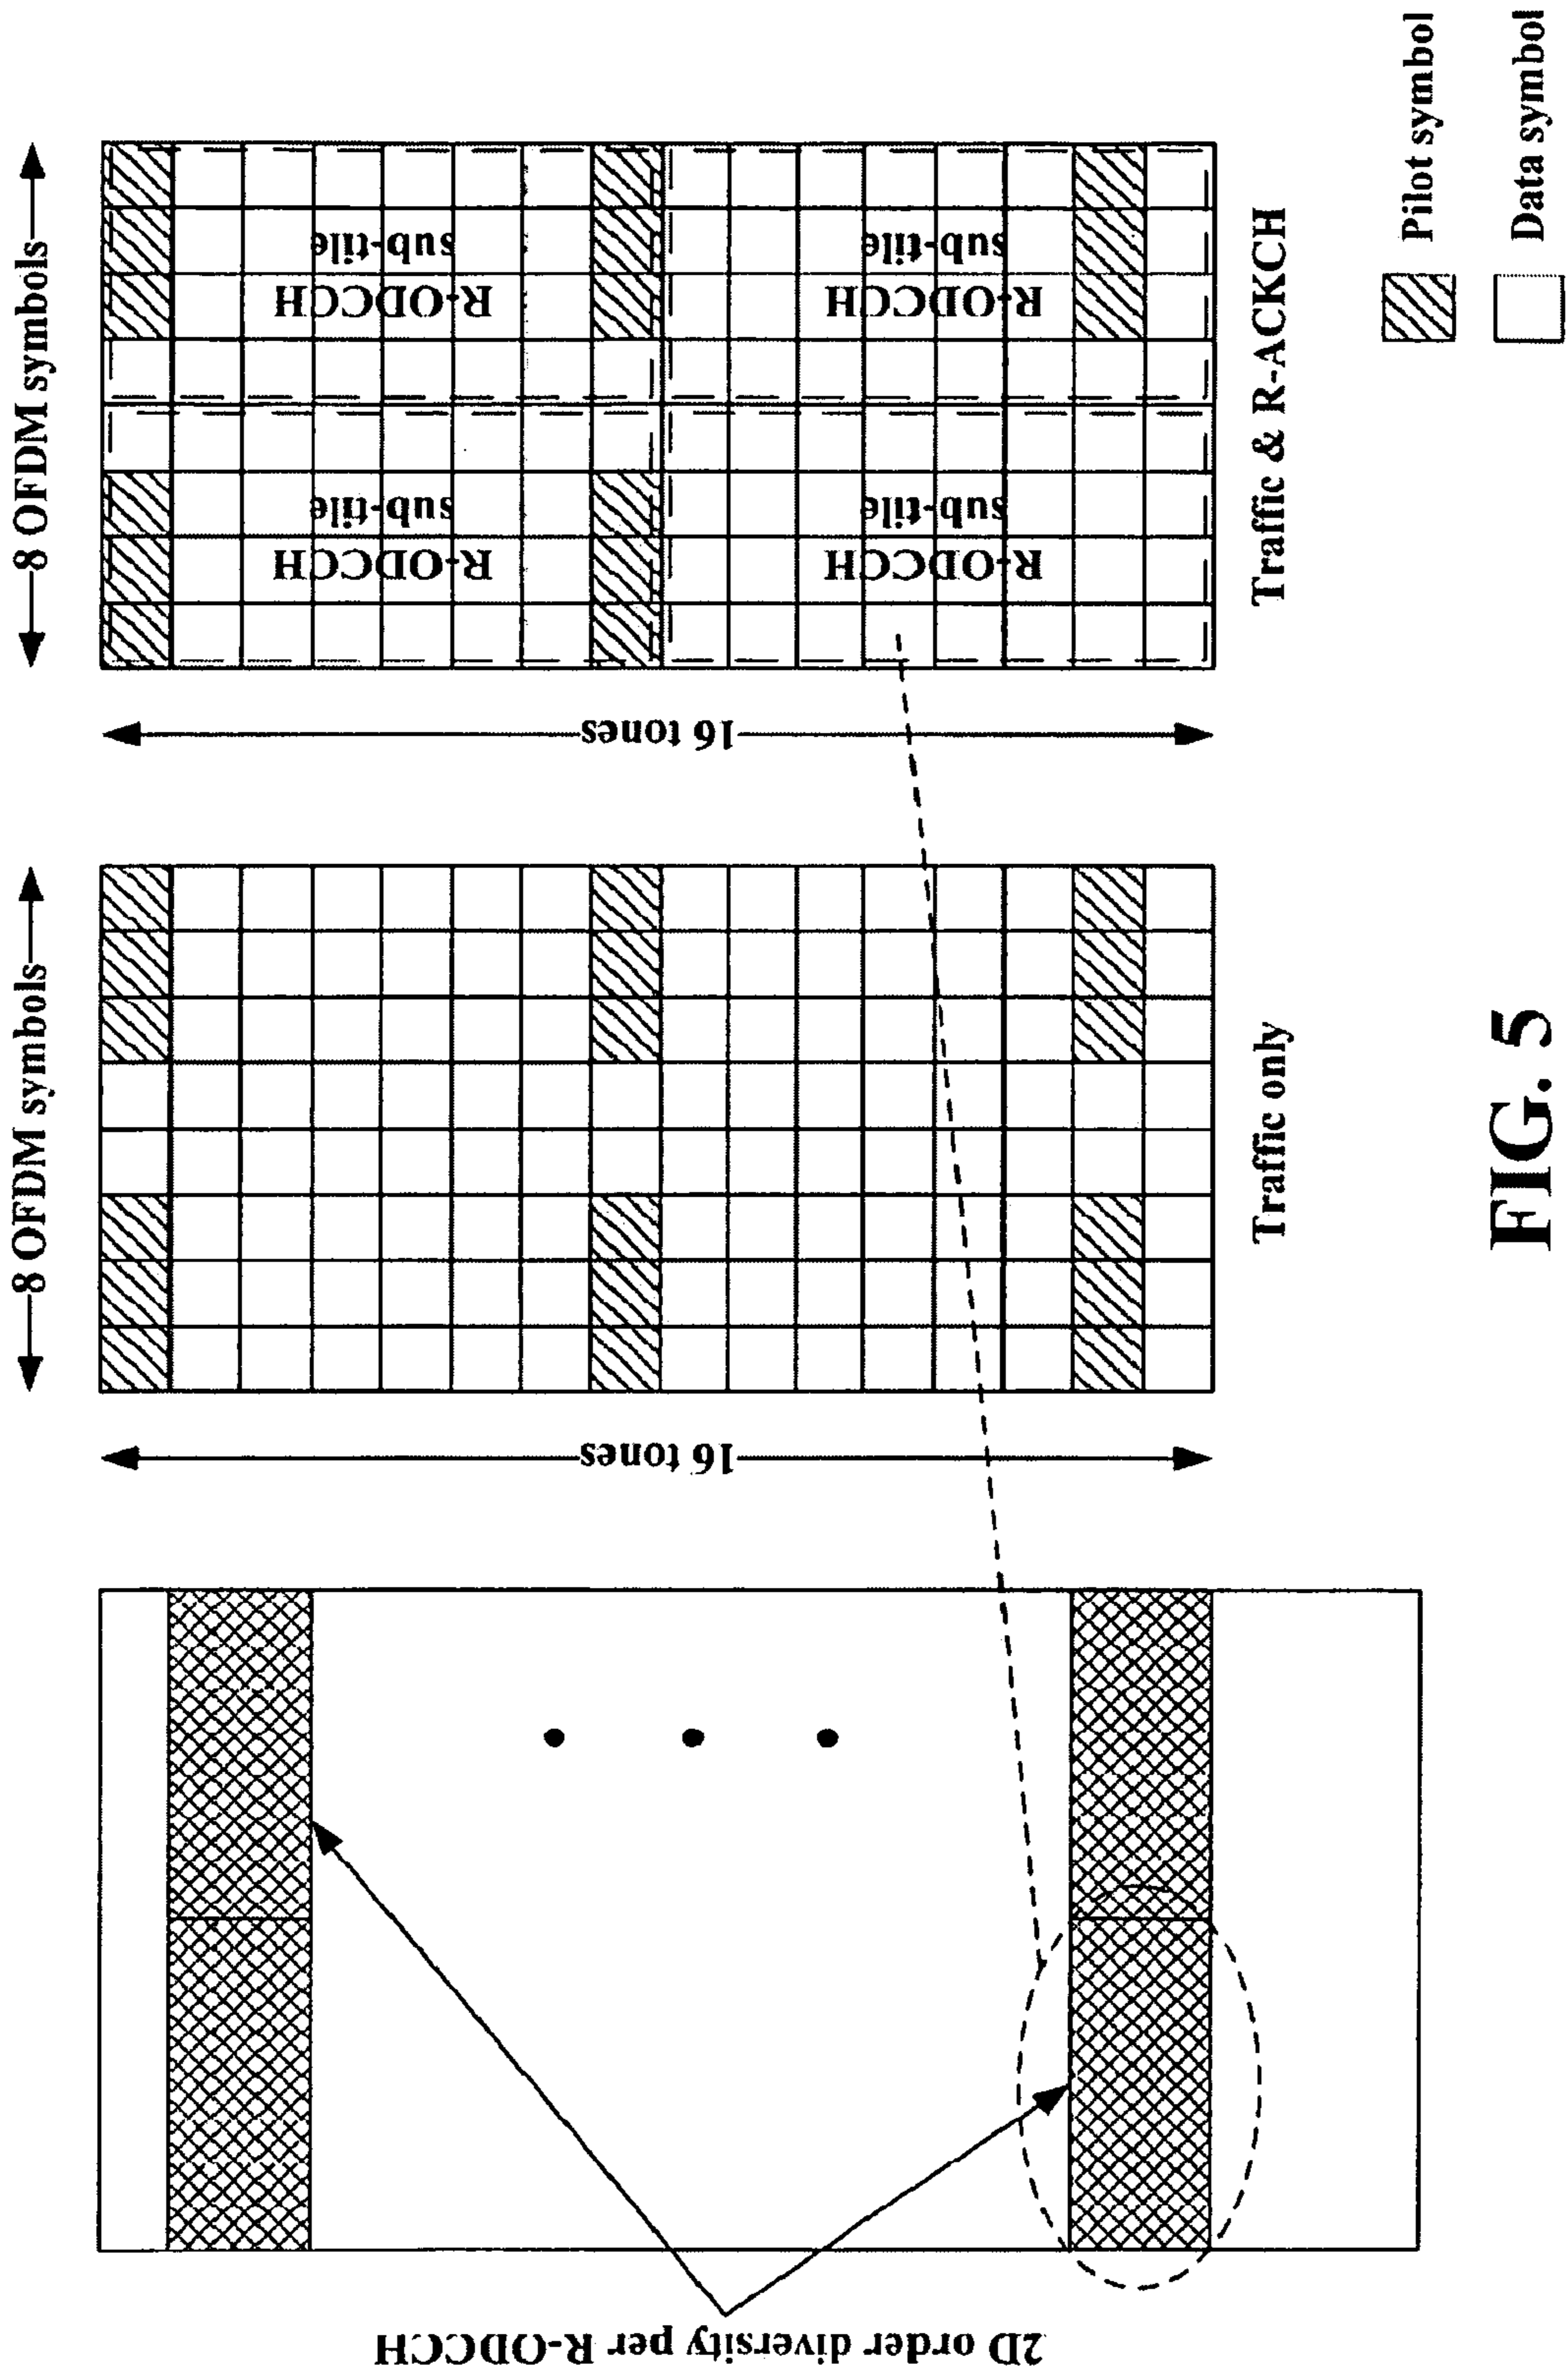 2D order diversity per R-ODCCH
8 OFDM symbols
16 tones
Traffic only
8 OFDM symbols
16 tones
R-ODCCH
sub-tile
R-ODCCH
sub-tile
R-ODCCH
sub-tile
R-ODCCH
sub-tile
Traffic & R-ACKCH
Pilot symbol
Data symbol
FIG. 5